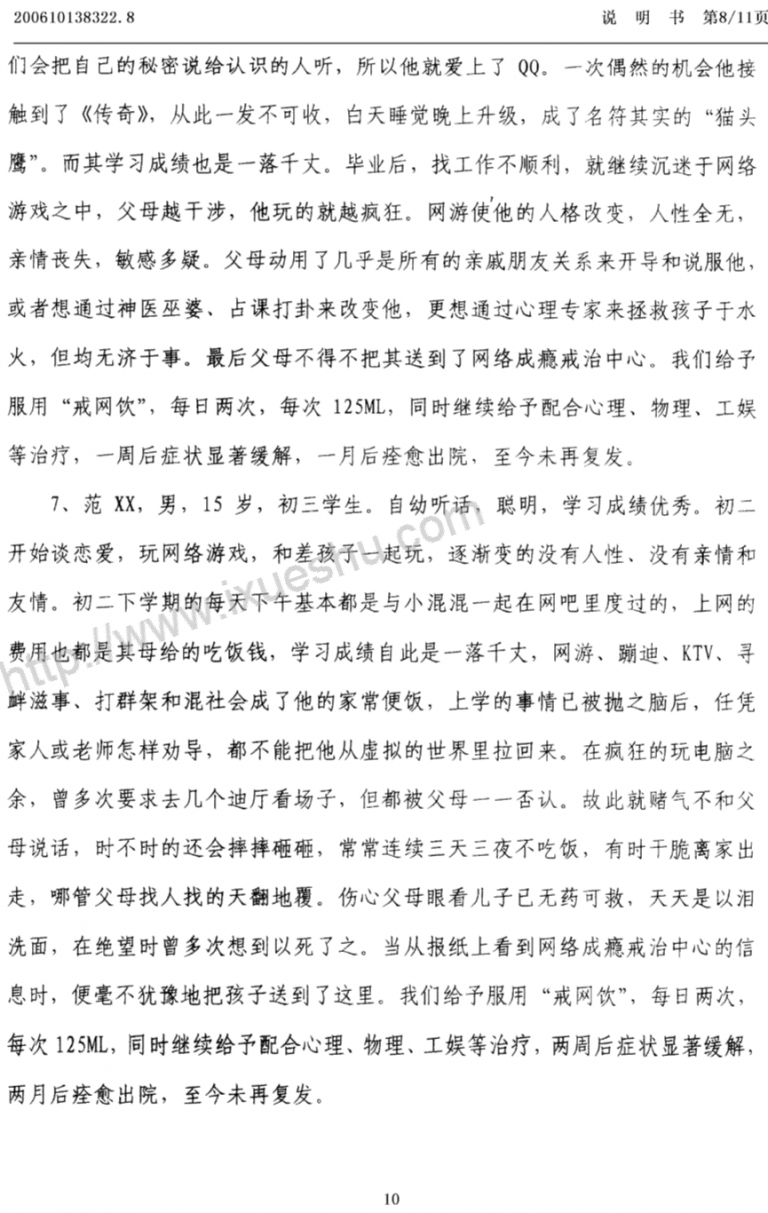 200610138322.8 说 明 书 第8/11页
们会把自己的秘密说给认识的人听，所以他就爱上了 QQ。一次偶然的机会他接
触到了《传奇》，从此一发不可收，白天睡觉晚上升级，成了名符其实的“猫头
鹰”。而其学习成绩也是一落千丈。毕业后，找工作不顺利，就继续沉迷于网络
游戏之中，父母越干涉，他玩的就越疯狂。网游使'他的人格改变，人性全无，
亲情丧失，敏感多疑。父母动用了几乎是所有的亲戚朋友关系来开导和说服他，
或者想通过神医巫婆、占课打卦来改变他，更想通过心理专家来拯救孩子于水
火，但均无济于事。最后父母不得不把其送到了网络成瘾戒治中心。我们给予
服用“戒网饮”，每日两次，每次 125ML，同时继续给予配合心理、物理、工娱
等治疗，一周后症状显著缓解，一月后痊愈出院，至今未再复发。
7、范 XX，男，15 岁，初三学生。自幼听话，聪明，学习成绩优秀。初二
开始谈恋爱，玩网络游戏，和差孩子一起玩，逐渐变的没有人性、没有亲情和
友情。初二下学期的每天下午基本都是与小混混一起在网吧里度过的，上网的
费用也都是其母给的吃饭钱，学习成绩自此是一落千丈，网游、蹦迪、KTV、寻
衅滋事、打群架和混社会成了他的家常便饭，上学的事情已被抛之脑后，任凭
家人或老师怎样劝导，都不能把他从虚拟的世界里拉回来。在疯狂的玩电脑之
余，曾多次要求去几个迪厅看场子，但都被父母一一否认。故此就赌气不和父
母说话，时不时的还会摔摔砸砸，常常连续三天三夜不吃饭，有时干脆离家出
走，哪管父母找人找的天翻地覆。伤心父母眼看儿子已无药可救，天天是以泪
洗面，在绝望时曾多次想到以死了之。当从报纸上看到网络成瘾戒治中心的信
息时，便毫不犹豫地把孩子送到了这里。我们给予服用“戒网饮”，每日两次，
每次 125ML，同时继续给予配合心理、物理、工娱等治疗，两周后症状显著缓解，
两月后痊愈出院，至今未再复发。
http://www.ixueshu.com
10